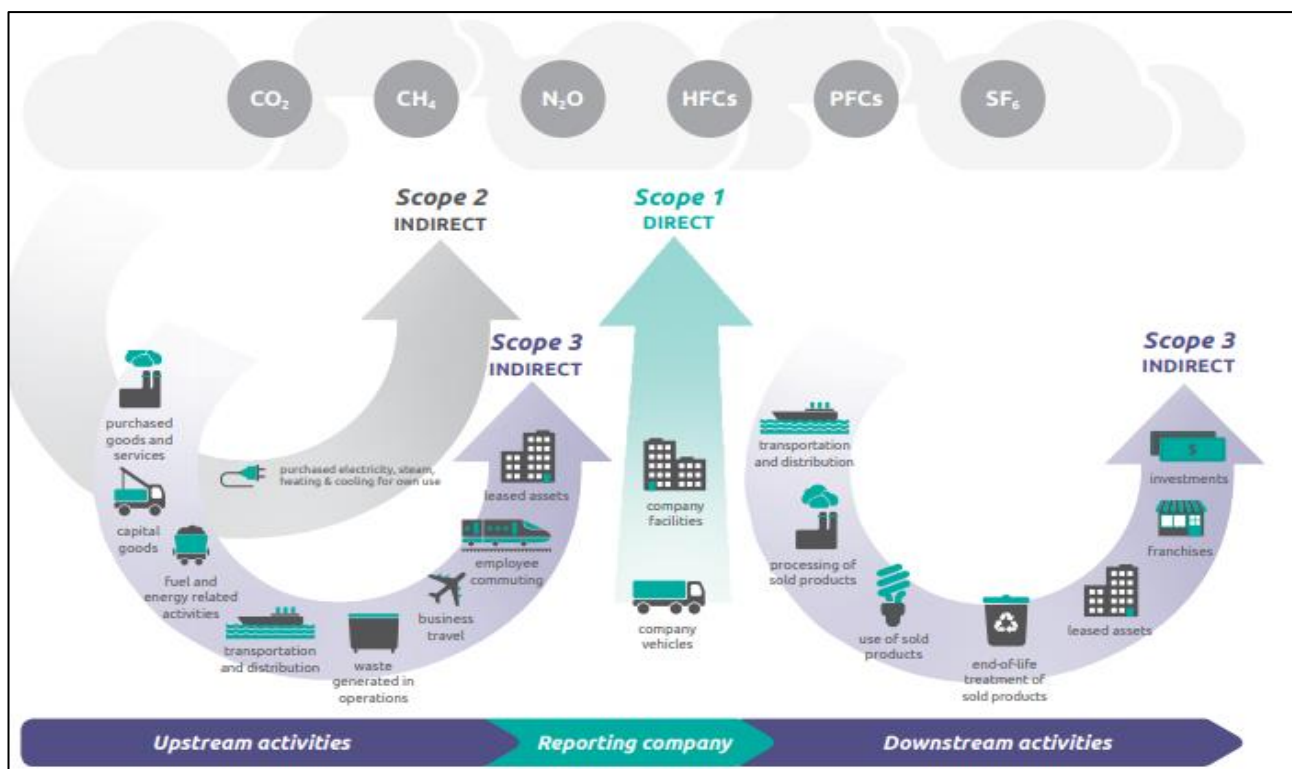 CO₂
CH₄
N₂O
HFCs
PFCs
SF₆
Scope 2
INDIRECT
Scope 1
DIRECT
Scope 3
INDIRECT
Scope 3
INDIRECT
purchased
goods and
services
capital
goods
fuel and
energy related
activities
purchased electricity, steam,
heating & cooling for own use
transportation
and distribution
waste
generated in
operations
business
travel
employee
commuting
leased assets
company
facilities
company
vehicles
transportation
and distribution
processing of
sold products
use of sold
products
end-of-life
treatment of
sold products
leased assets
franchises
$
investments
Upstream activities
Reporting company
Downstream activities